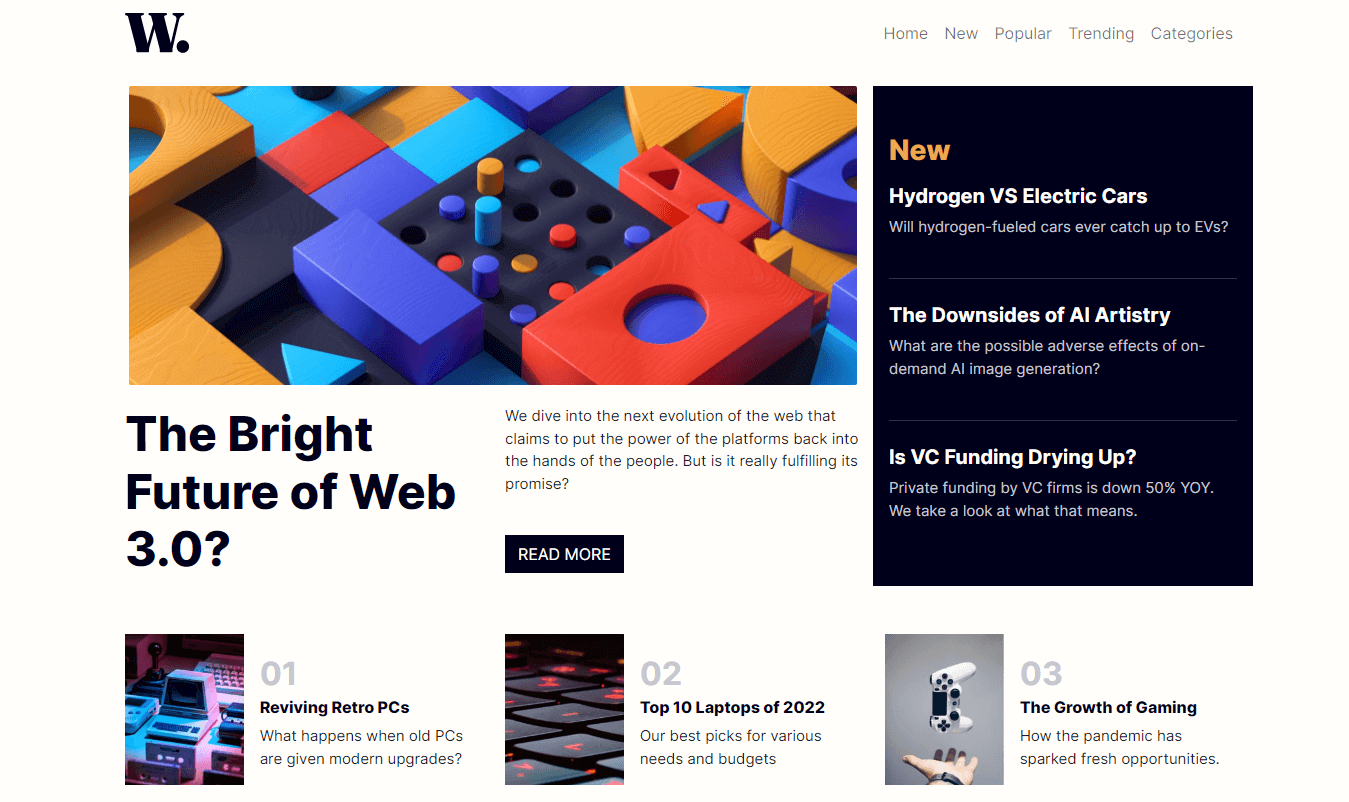 W.
Home New Popular Trending Categories
New
Hydrogen VS Electric Cars
Will hydrogen-fueled cars ever catch up to EVs?
The Downsides of AI Artistry
What are the possible adverse effects of on-
demand AI image generation?
Is VC Funding Drying Up?
Private funding by VC firms is down 50% YOY.
We take a look at what that means.
The Bright
Future of Web
3.0?
We dive into the next evolution of the web that
claims to put the power of the platforms back into
the hands of the people. But is it really fulfilling its
promise?
READ MORE
01
Reviving Retro PCs
What happens when old PCs
are given modern upgrades?
02
Top 10 Laptops of 2022
Our best picks for various
needs and budgets
03
The Growth of Gaming
How the pandemic has
sparked fresh opportunities.